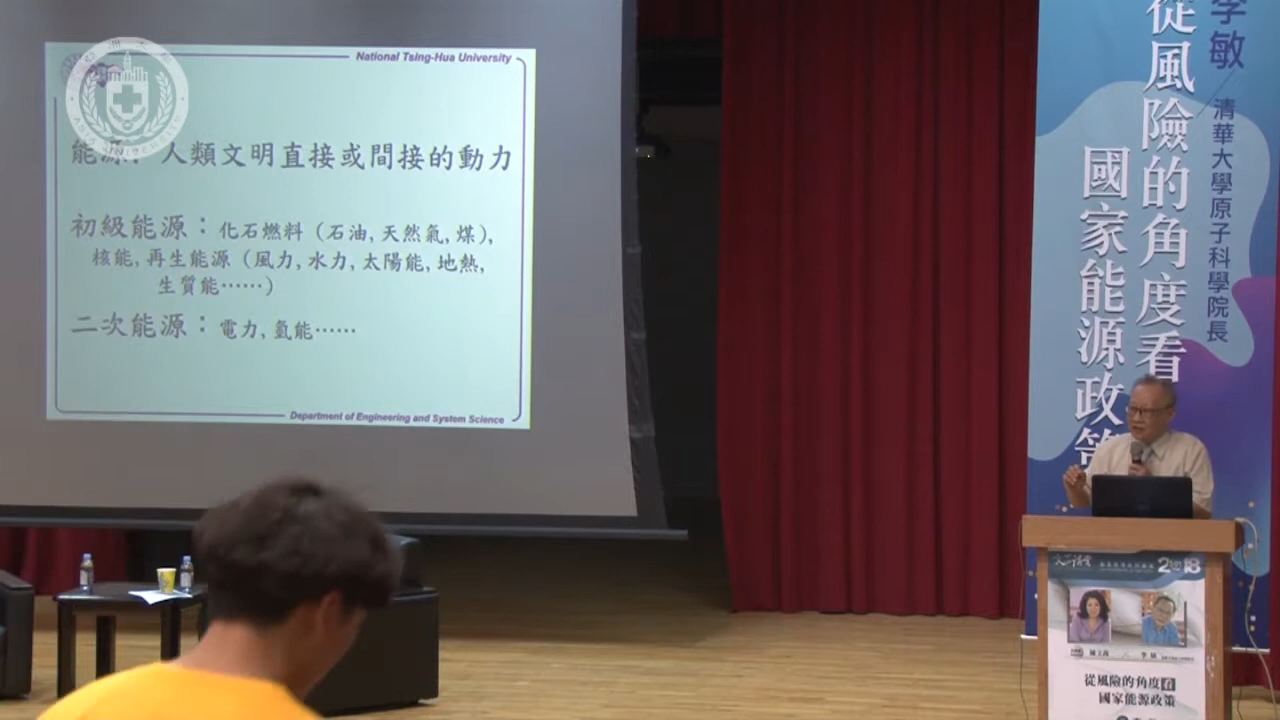 National Tsing-Hua University
能源：人類文明直接或間接的動力
初級能源：化石燃料（石油,天然氣,煤),
核能,再生能源（風力,水力,太陽能,地熱,
生質能……）
二次能源：電力,氫能……
Department of Engineering and System Science
李敏／清華大學原子科學院長
從風險的角度看
國家能源政策
從風險的角度看
國家能源政策